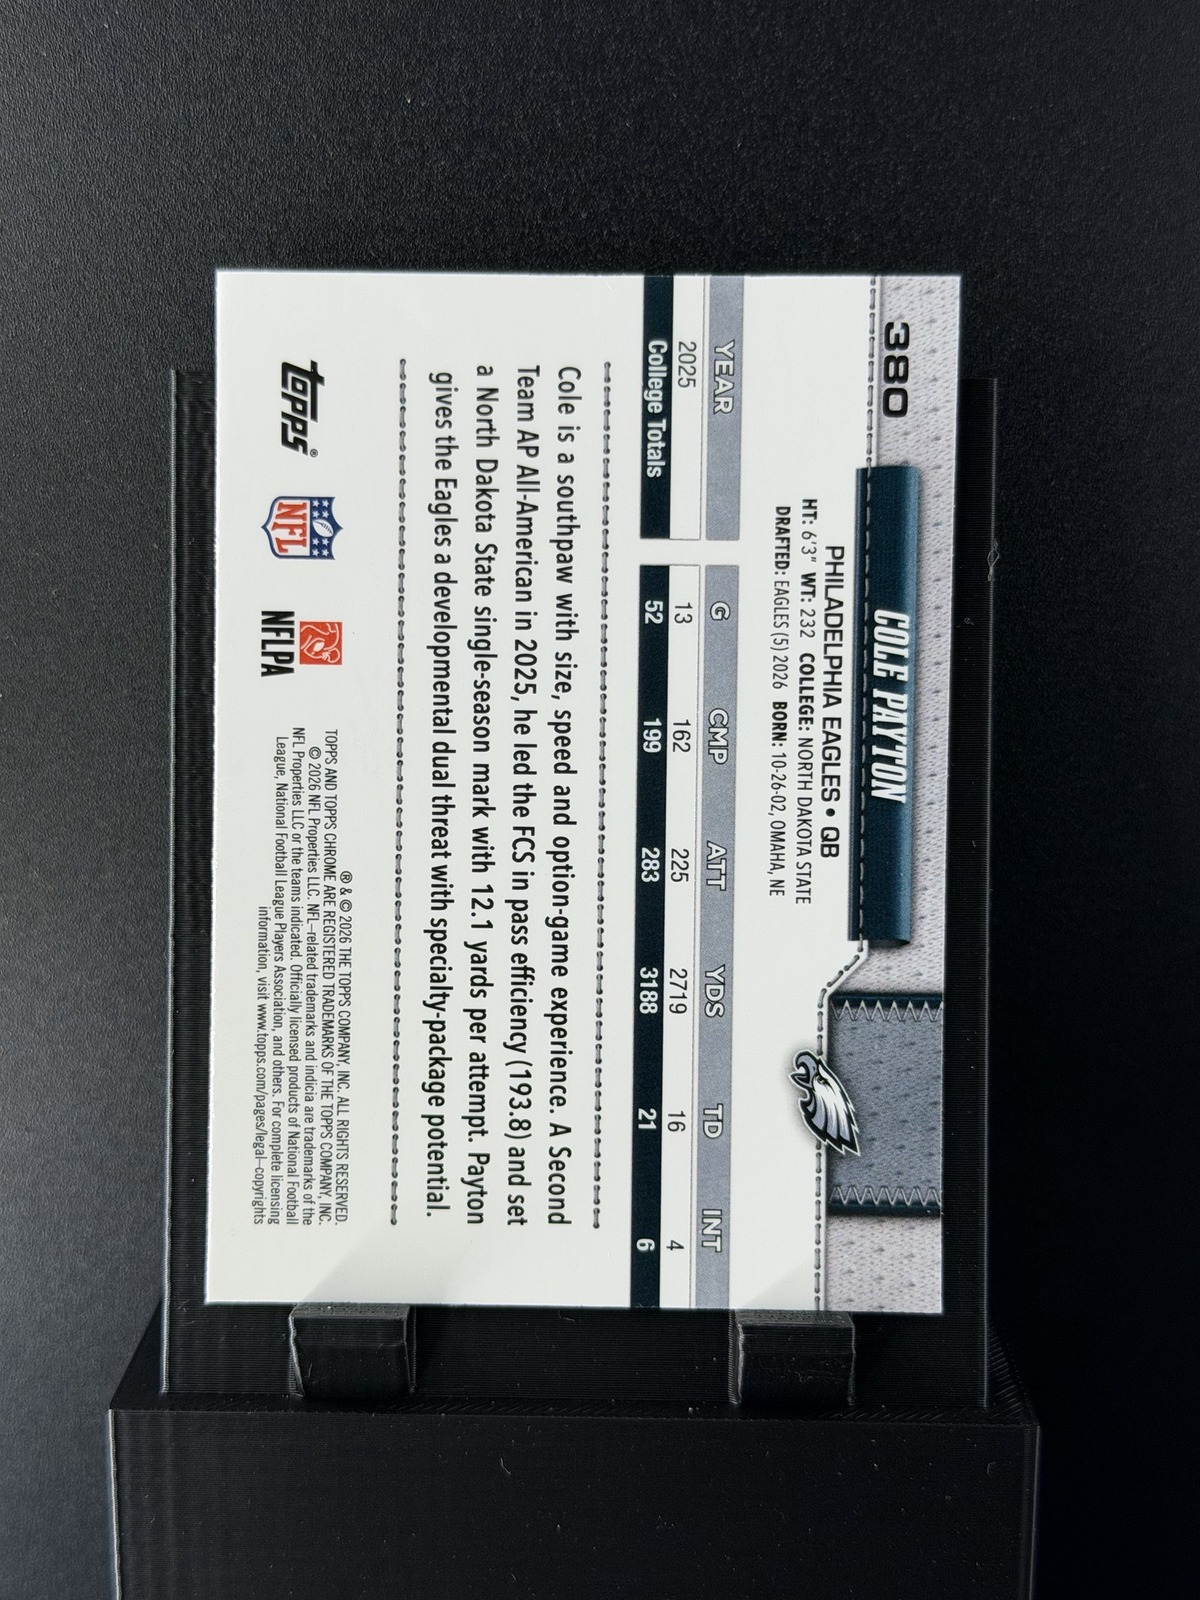 380
COLE PAYTON
PHILADELPHIA EAGLES • QB
HT: 6'3" WT: 232 COLLEGE: NORTH DAKOTA STATE
DRAFTED: EAGLES (5) 2026 BORN: 10-26-02, OMAHA, NE
YEAR G CMP ATT YDS TD INT
2025 13 162 225 2719 16 4
College Totals 52 199 283 3188 21 6
Cole is a southpaw with size, speed and option-game experience. A Second
Team AP All-American in 2025, he led the FCS in pass efficiency (193.8) and set
a North Dakota State single-season mark with 12.1 yards per attempt. Payton
gives the Eagles a developmental dual threat with specialty-package potential.
topps®
NFL
NFLPA
® & © 2026 THE TOPPS COMPANY, INC. ALL RIGHTS RESERVED.
TOPPS AND TOPPS CHROME ARE REGISTERED TRADEMARKS OF THE TOPPS COMPANY, INC.
© 2026 NFL Properties LLC. NFL-related trademarks and indicia are trademarks of the
NFL Properties LLC or the teams indicated. Officially licensed products of National Football
League, National Football League Players Association, and others. For complete licensing
information, visit www.topps.com/pages/legal-copyrights